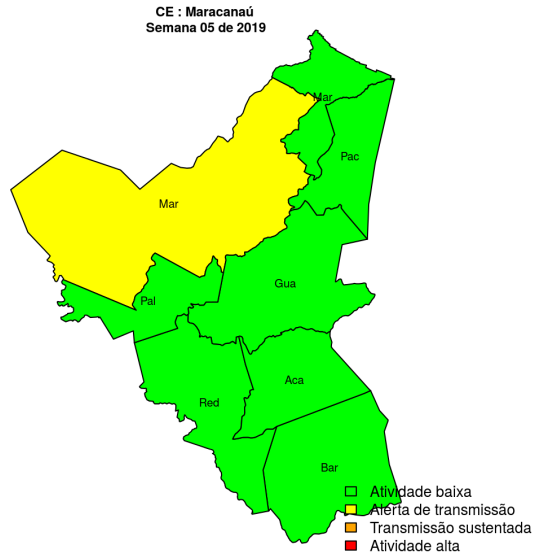 CE : Maracanaú
Semana 05 de 2019
Mar
Pac
Mar
Gua
Pal
Aca
Red
Bar
Atividade baixa
Alerta de transmissão
Transmissão sustentada
Atividade alta